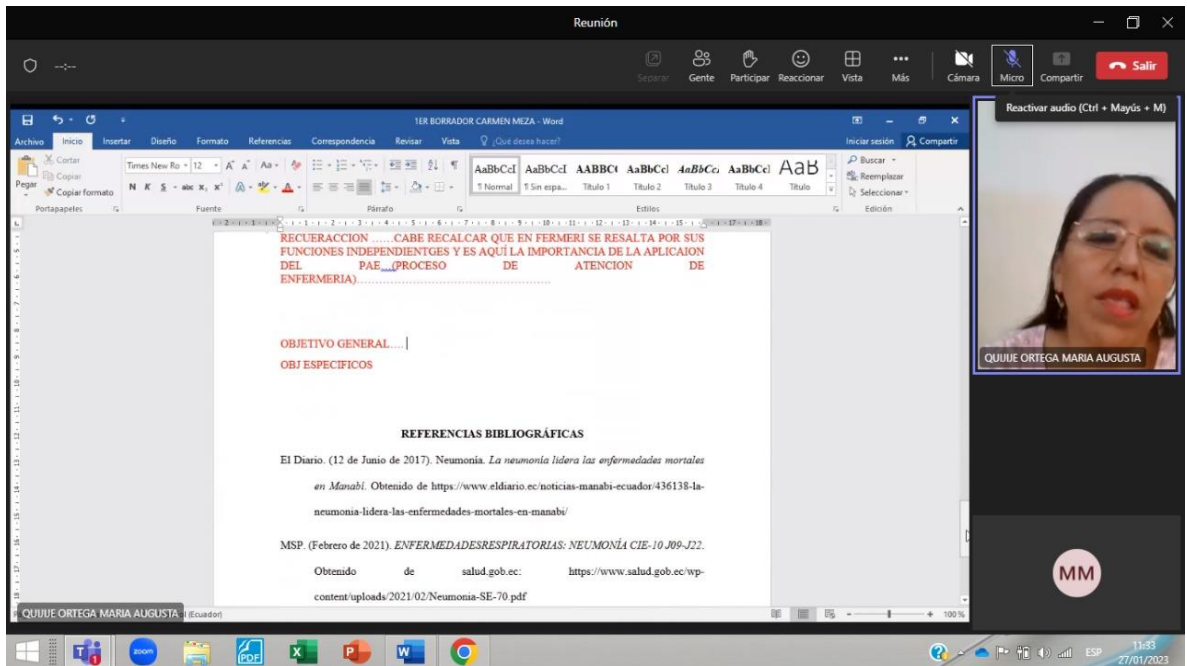 Reunión
--:--
Separar Gente Participar Reaccionar Vista Más Cámara Micro Compartir Salir
Reactivar audio (Ctrl + Mayús + M)
1ER BORRADOR CARMEN MEZA - Word
Archivo Inicio Insertar Diseño Formato Referencias Correspondencia Revisar Vista ¿Qué desea hacer? Iniciar sesión Compartir
Pegar
Cortar
Copiar
Copiar formato
Times New Ro 12
N K S abc x, x²
AaBbCcI AaBbCcI AABBC AaBbCcl AaBbCc AaBbCcl AaB
¶ Normal ¶ Sin espa... Título 1 Título 2 Título 3 Título 4 Título
Buscar
Reemplazar
Seleccionar
Portapapeles Fuente Párrafo Estilos Edición
RECUERACCION ……CABE RECALCAR QUE EN FERMERI SE RESALTA POR SUS
FUNCIONES INDEPENDIENTGES Y ES AQUÍ LA IMPORTANCIA DE LA APLICAION
DEL PAE…(PROCESO DE ATENCION DE
ENFERMERIA)……………………………………………
OBJETIVO GENERAL….
OBJ ESPECIFICOS
REFERENCIAS BIBLIOGRÁFICAS
El Diario. (12 de Junio de 2017). Neumonía. La neumonía lidera las enfermedades mortales
en Manabí. Obtenido de https://www.eldiario.ec/noticias-manabi-ecuador/436138-la-
neumonia-lidera-las-enfermedades-mortales-en-manabi/
MSP. (Febrero de 2021). ENFERMEDADESRESPIRATORIAS: NEUMONÍA CIE-10 J09-J22.
Obtenido de salud.gob.ec: https://www.salud.gob.ec/wp-
content/uploads/2021/02/Neumonia-SE-70.pdf
QUIJIJE ORTEGA MARIA AUGUSTA
(Ecuador)
100%
QUIJIJE ORTEGA MARIA AUGUSTA
MM
zoom
PDF
ESP
11:33
27/01/2023